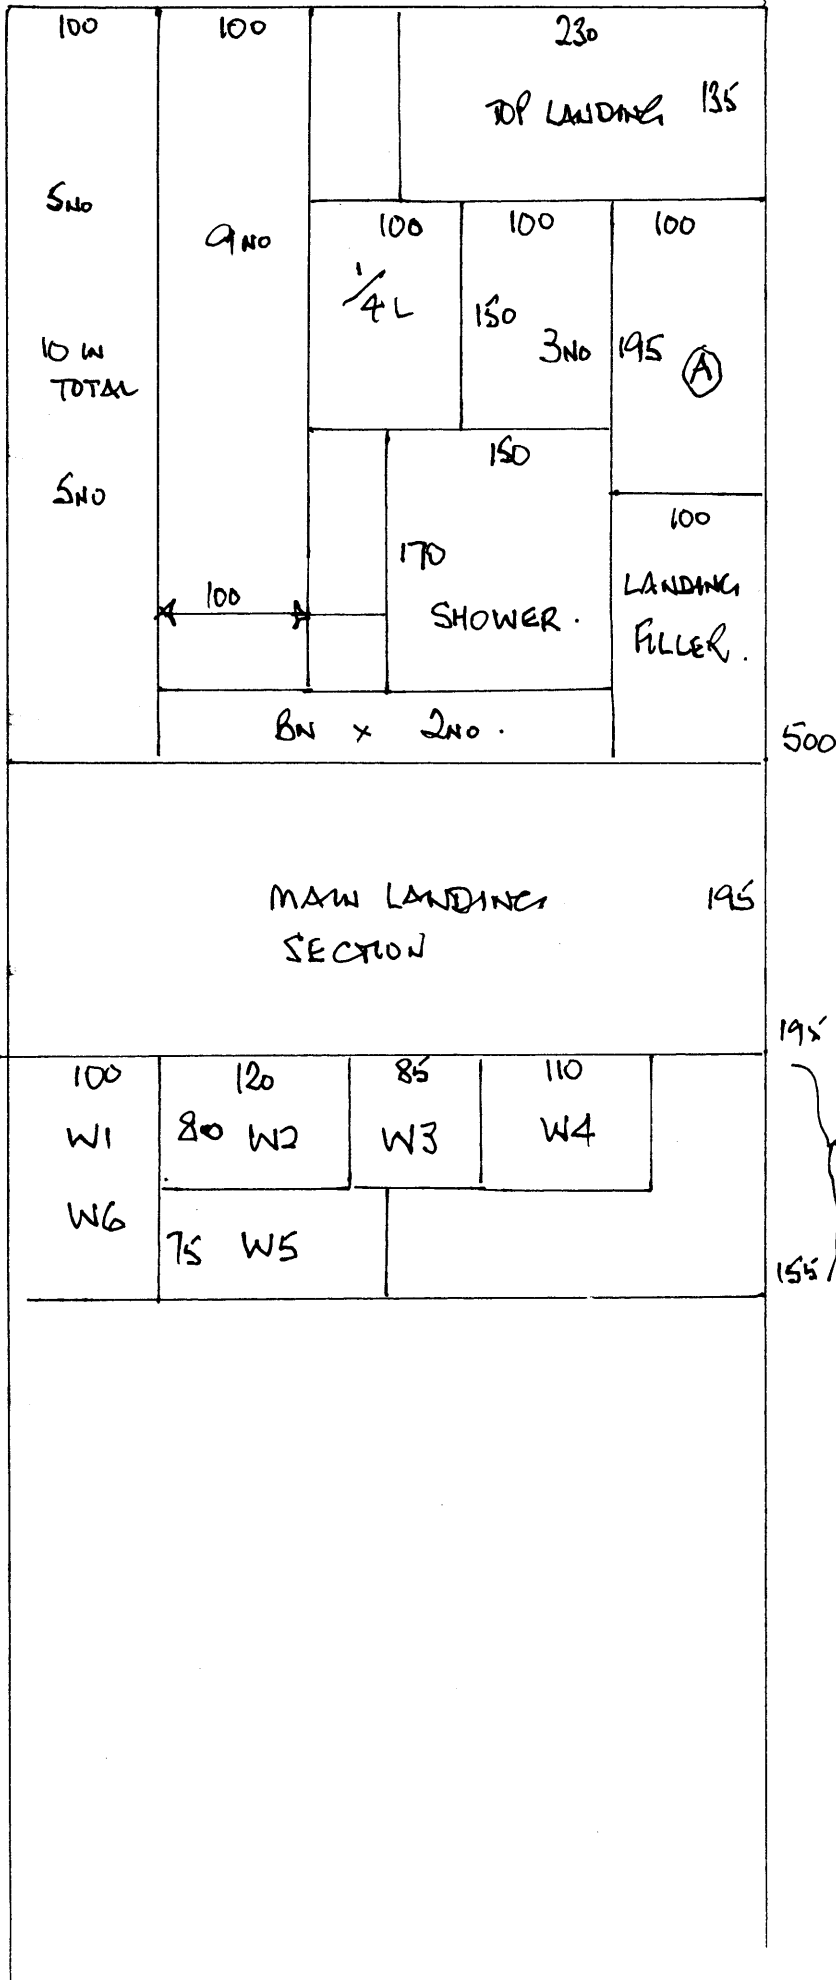 100
100
230
TOP LANDING 135
5NO
9NO
100
100
100
1/4 L
150
3NO
195
A
10 IN
TOTAL
150
5NO
100
170
LANDING
100
SHOWER.
FILLER.
BN x 2NO.
500
MAIN LANDING
195
SECTION
195
100
120
85
110
W1
80 W2
W3
W4
W6
75 W5
155